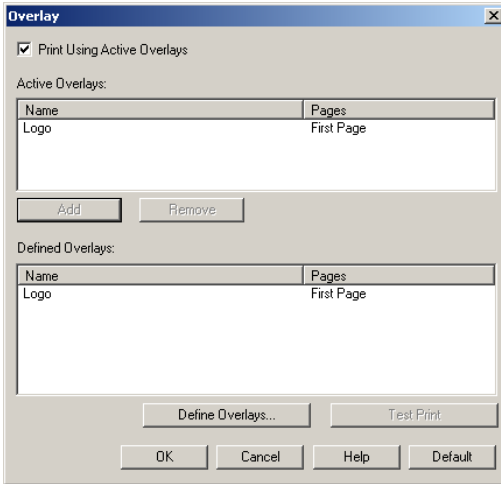 Overlay
Print Using Active Overlays
Active Overlays:
Name Pages
Logo First Page
Add Remove
Defined Overlays:
Name Pages
Logo First Page
Define Overlays... Test Print
OK Cancel Help Default